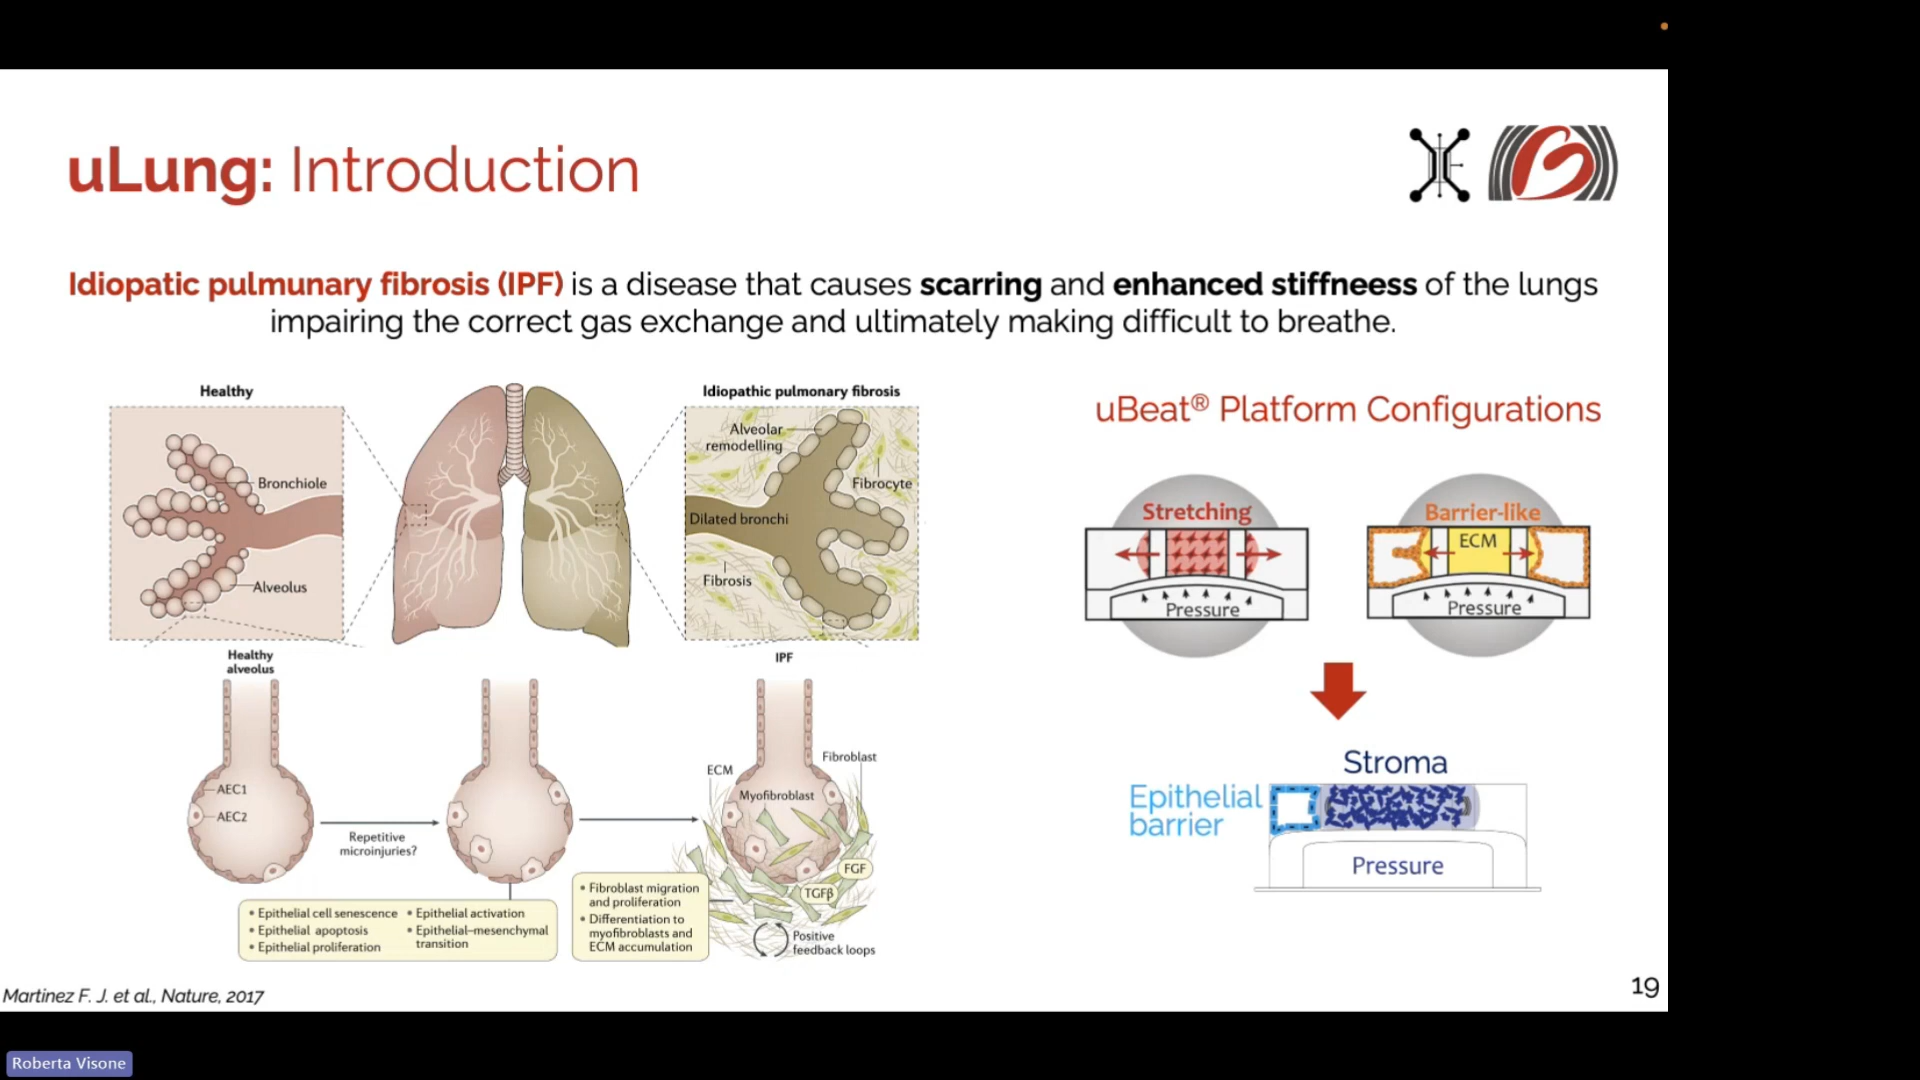 uLung: Introduction
Idiopatic pulmunary fibrosis (IPF) is a disease that causes scarring and enhanced stiffneess of the lungs
impairing the correct gas exchange and ultimately making difficult to breathe.
Healthy
Bronchiole
Alveolus
Idiopathic pulmonary fibrosis
Alveolar
remodelling
Fibrocyte
Dilated bronchi
Fibrosis
Healthy
alveolus
AEC1
AEC2
Repetitive
microinjuries?
• Epithelial cell senescence
• Epithelial apoptosis
• Epithelial proliferation
• Epithelial activation
• Epithelial–mesenchymal
transition
IPF
ECM
Fibroblast
Myofibroblast
FGF
TGFβ
• Fibroblast migration
and proliferation
• Differentiation to
myofibroblasts and
ECM accumulation
Positive
feedback loops
uBeat® Platform Configurations
Stretching
Pressure
Barrier-like
ECM
Pressure
Stroma
Epithelial
barrier
Pressure
Martinez F. J. et al., Nature, 2017
19
Roberta Visone